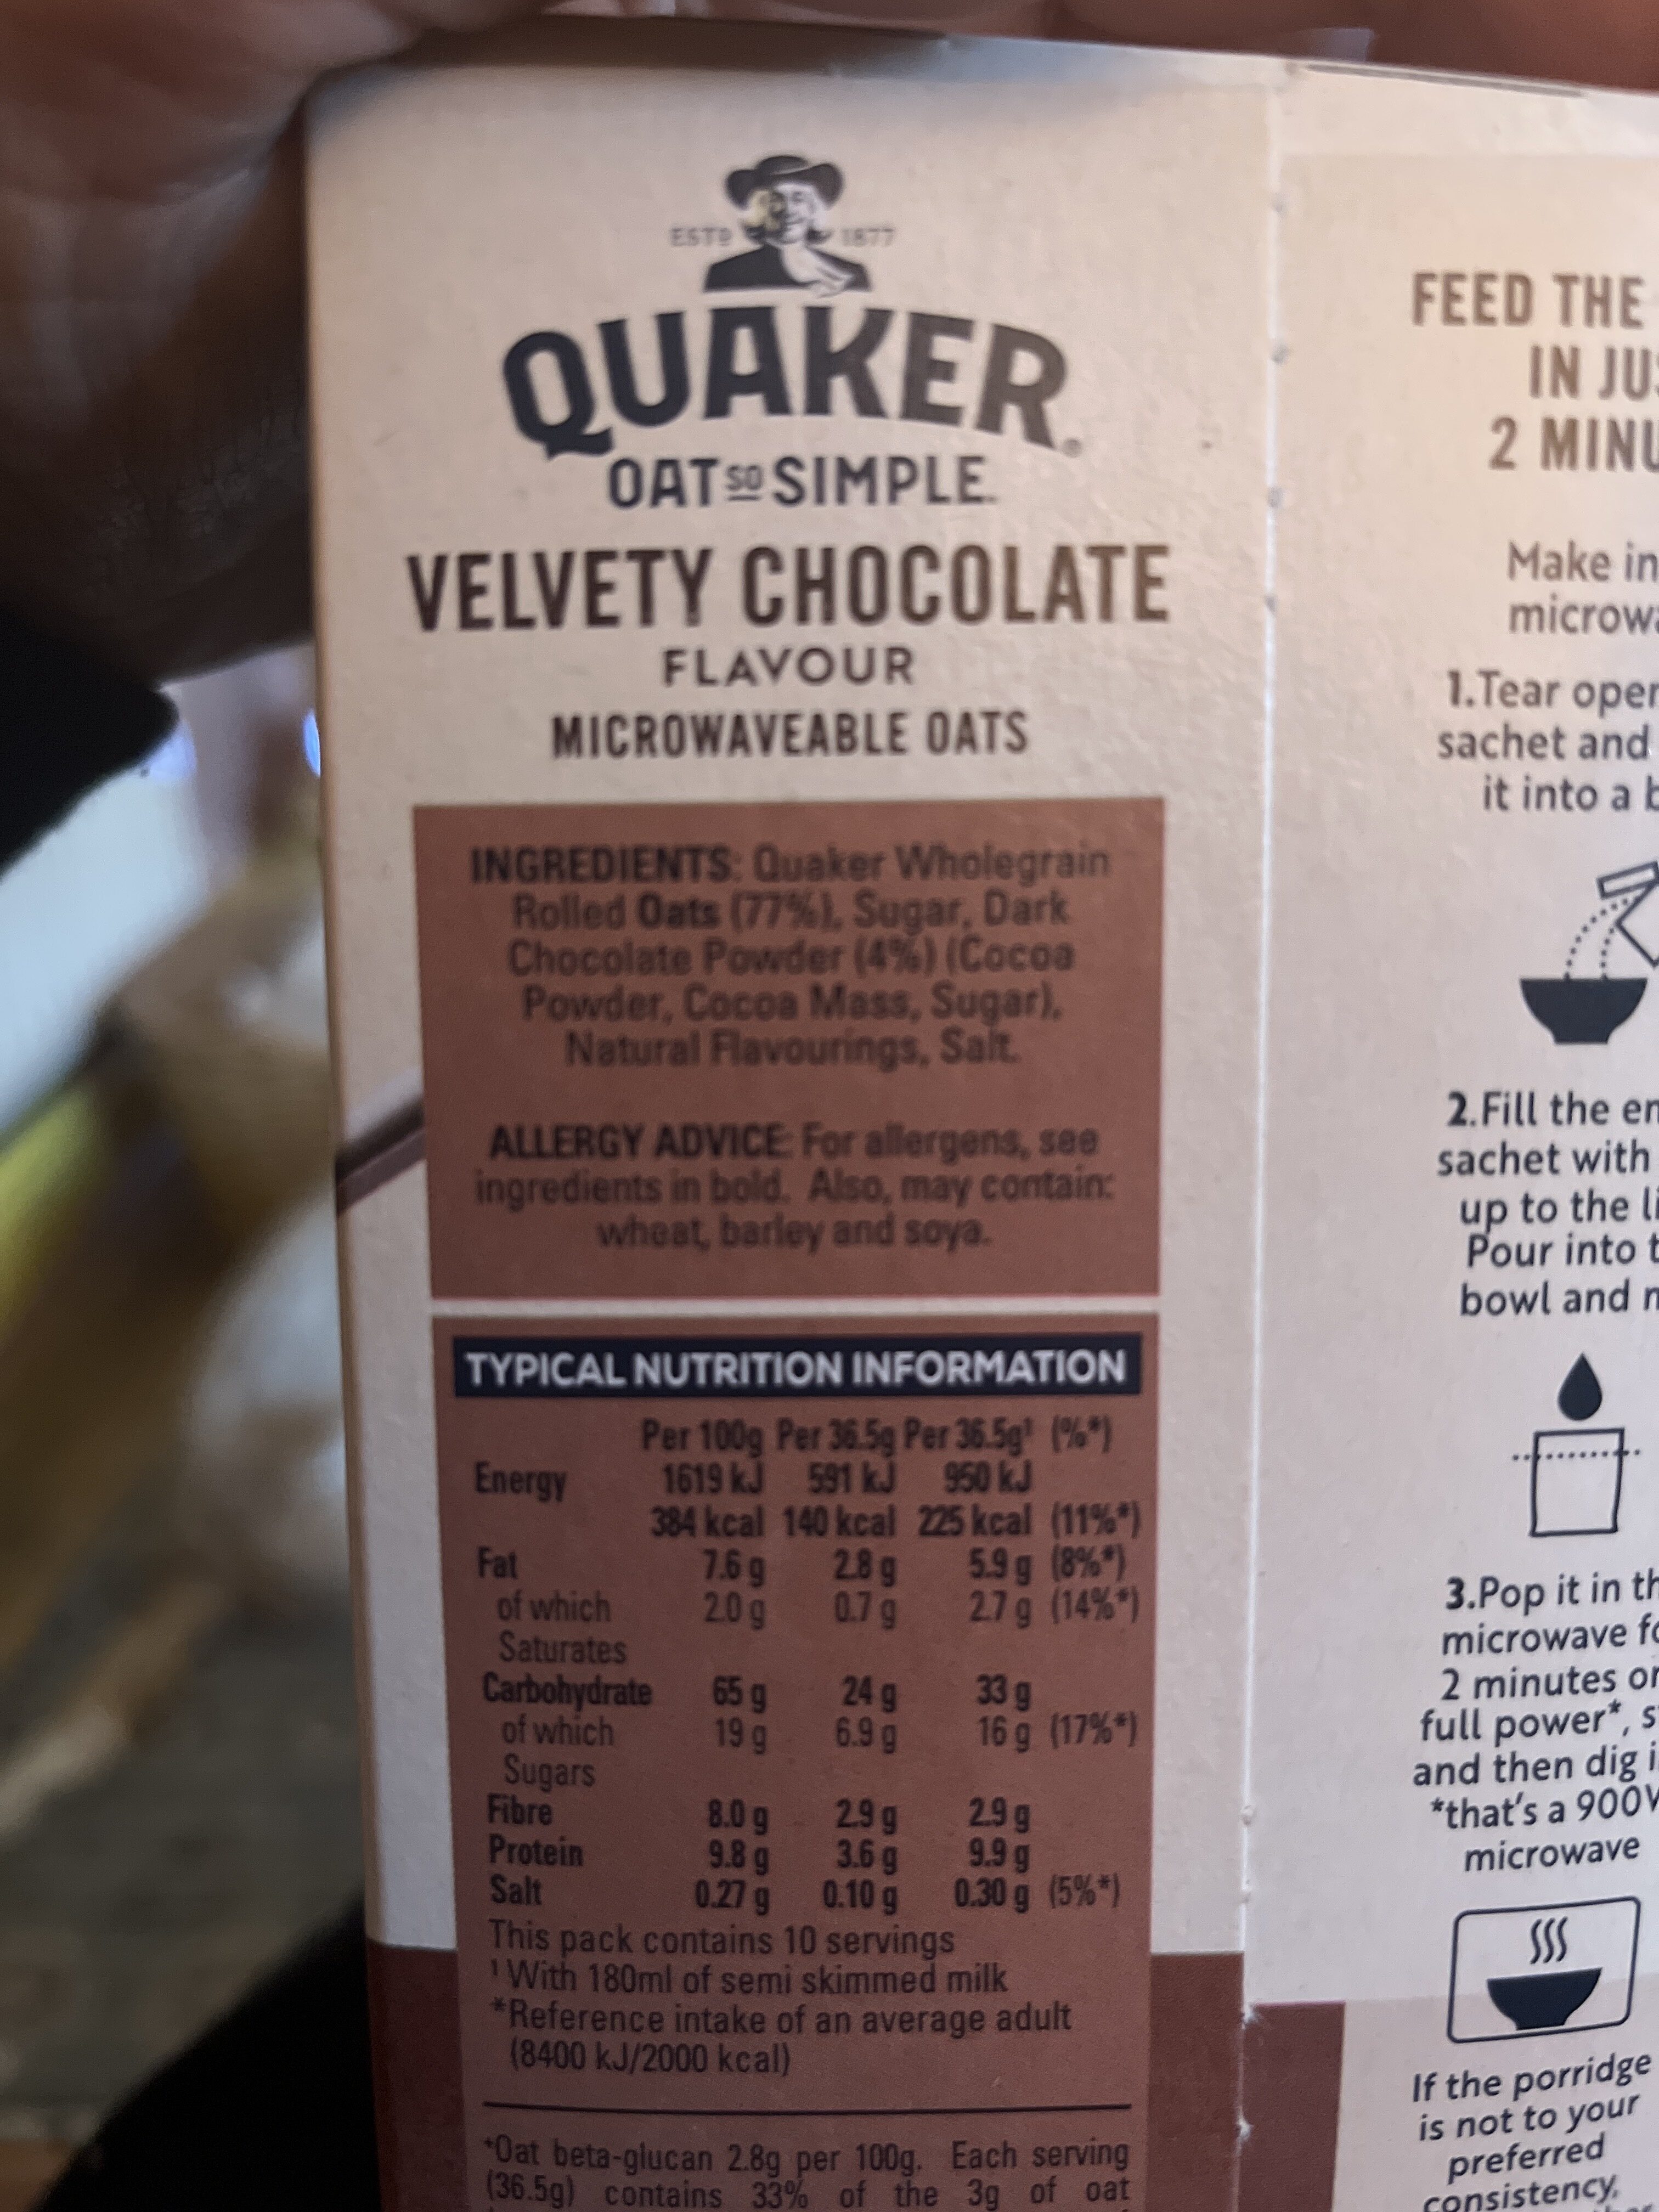 ESTD 1877
QUAKER®
OAT SO SIMPLE.
VELVETY CHOCOLATE
FLAVOUR
MICROWAVEABLE OATS
INGREDIENTS: Quaker Wholegrain
Rolled Oats (77%), Sugar, Dark
Chocolate Powder (4%) (Cocoa
Powder, Cocoa Mass, Sugar),
Natural Flavourings, Salt.
ALLERGY ADVICE: For allergens, see
ingredients in bold. Also, may contain:
wheat, barley and soya.
TYPICAL NUTRITION INFORMATION
Per 100g Per 36.5g Per 36.5g¹ (%*)
Energy 1619 kJ 591 kJ 950 kJ
384 kcal 140 kcal 225 kcal (11%*)
Fat 7.6 g 2.8 g 5.9 g (8%*)
of which 2.0 g 0.7 g 2.7 g (14%*)
Saturates
Carbohydrate 65 g 24 g 33 g
of which 19 g 6.9 g 16 g (17%*)
Sugars
Fibre 8.0 g 2.9 g 2.9 g
Protein 9.8 g 3.6 g 9.9 g
Salt 0.27 g 0.10 g 0.30 g (5%*)
This pack contains 10 servings
¹ With 180ml of semi skimmed milk
*Reference intake of an average adult
(8400 kJ/2000 kcal)
⁺Oat beta-glucan 2.8g per 100g. Each serving
(36.5g) contains 33% of the 3g of oat
FEED THE
IN
2
Make in
1.Tear
sachet and
it into a
2.Fill the
sachet with
up to the
Pour into
bowl and
3.Pop it in
microwave
2 minutes
full power*,
and then dig
*that's a
microwave
If the porridge
is not to your
preferred
consistency,